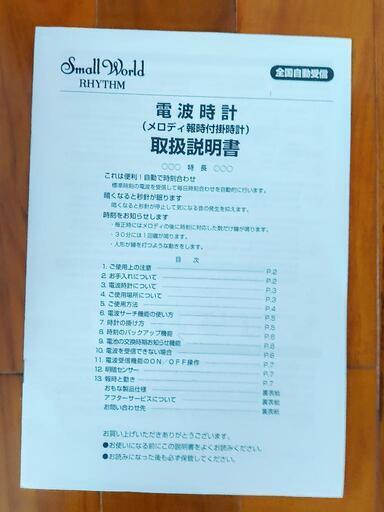 Small World
RHYTHM
全国自動受信
電波時計
(メロディ報時付掛時計)
取扱説明書
○○○ 特長 ○○○
これは便利！自動で時刻合わせ
標準時刻の電波を受信して毎日時刻合わせを自動的に行います。
暗くなると秒針が眠ります
暗くなると秒針が停止して気になる音の発生を抑えます。
時刻をお知らせします
・毎正時にはメロディの後に時刻に対応した数だけ鐘が鳴ります。
・30分には1回鐘が鳴ります。
・人形が鐘を打つような動きをします。
目次
1. ご使用上の注意 P.2
2. お手入れについて P.2
3. 電波時計について P.3
4. ご使用場所について P.3
5. ご使用方法 P.4
6. 電波サーチ機能の使い方 P.5
7. 時計の掛け方 P.5
8. 時刻のバックアップ機能 P.6
9. 電池の交換時期お知らせ機能 P.6
10. 電波を受信できない場合 P.6
11. 電波受信機能のON／OFF操作 P.7
12. 明暗センサー P.7
13. 報時と動き P.7
おもな製品仕様 裏表紙
アフターサービスについて 裏表紙
お問い合わせ先 裏表紙
お買い上げいただきありがとうございます。
●お使いになる前にこの説明書をよくお読みください。
●お読みになった後も必ず保管してください。